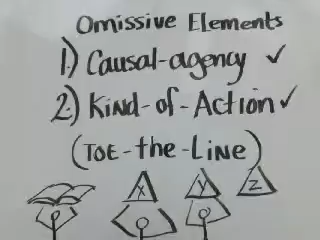 Omissive Elements
1.) Causal-agency ✓
2.) Kind-of-Action ✓
(TOE-the-Line)
X Y Z